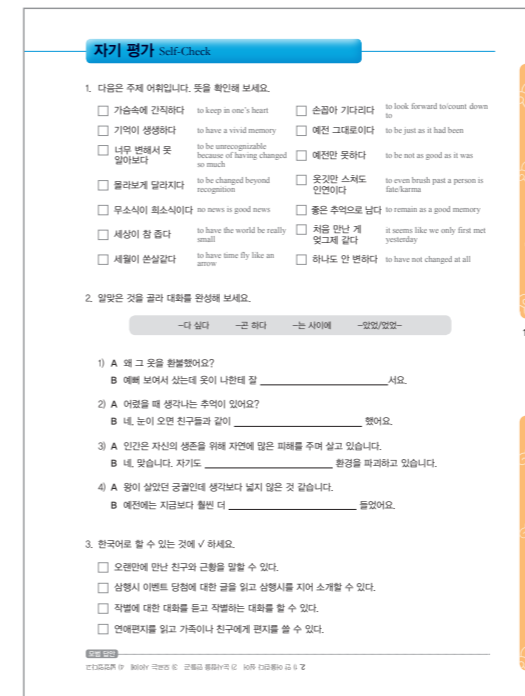 자기 평가 Self-Check
1. 다음은 주제 어휘입니다. 뜻을 확인해 보세요.
가슴속에 간직하다 to keep in one's heart
손꼽아 기다리다 to look forward to/count down to
기억이 생생하다 to have a vivid memory
예전 그대로이다 to be just as it had been
너무 변해서 못 알아보다 to be unrecognizable because of having changed so much
예전만 못하다 to be not as good as it was
몰라보게 달라지다 to be changed beyond recognition
옷깃만 스쳐도 인연이다 to even brush past a person is fate/karma
무소식이 희소식이다 no news is good news
좋은 추억으로 남다 to remain as a good memory
세상이 참 좁다 to have the world be really small
처음 만난 게 엊그제 같다 it seems like we only first met yesterday
세월이 쏜살같다 to have time fly like an arrow
하나도 안 변하다 to have not changed at all
2. 알맞은 것을 골라 대화를 완성해 보세요.
-다 싶다 -곤 하다 -는 사이에 -았었/었었-
1) A 왜 그 옷을 환불했어요?
B 예뻐 보여서 샀는데 옷이 나한테 잘 서요.
2) A 어렸을 때 생각나는 추억이 있어요?
B 네, 눈이 오면 친구들과 같이 했어요.
3) A 인간은 자신의 생존을 위해 자연에 많은 피해를 주며 살고 있습니다.
B 네, 맞습니다. 자기도 환경을 파괴하고 있습니다.
4) A 왕이 살았던 궁궐인데 생각보다 넓지 않은 것 같습니다.
B 예전에는 지금보다 훨씬 더 들었어요.
3. 한국어로 할 수 있는 것에 √ 하세요.
오랜만에 만난 친구와 근황을 말할 수 있다.
삼행시 이벤트 당첨에 대한 글을 읽고 삼행시를 지어 소개할 수 있다.
작별에 대한 대화를 듣고 작별하는 대화를 할 수 있다.
연애편지를 읽고 가족이나 친구에게 편지를 쓸 수 있다.
모범 답안